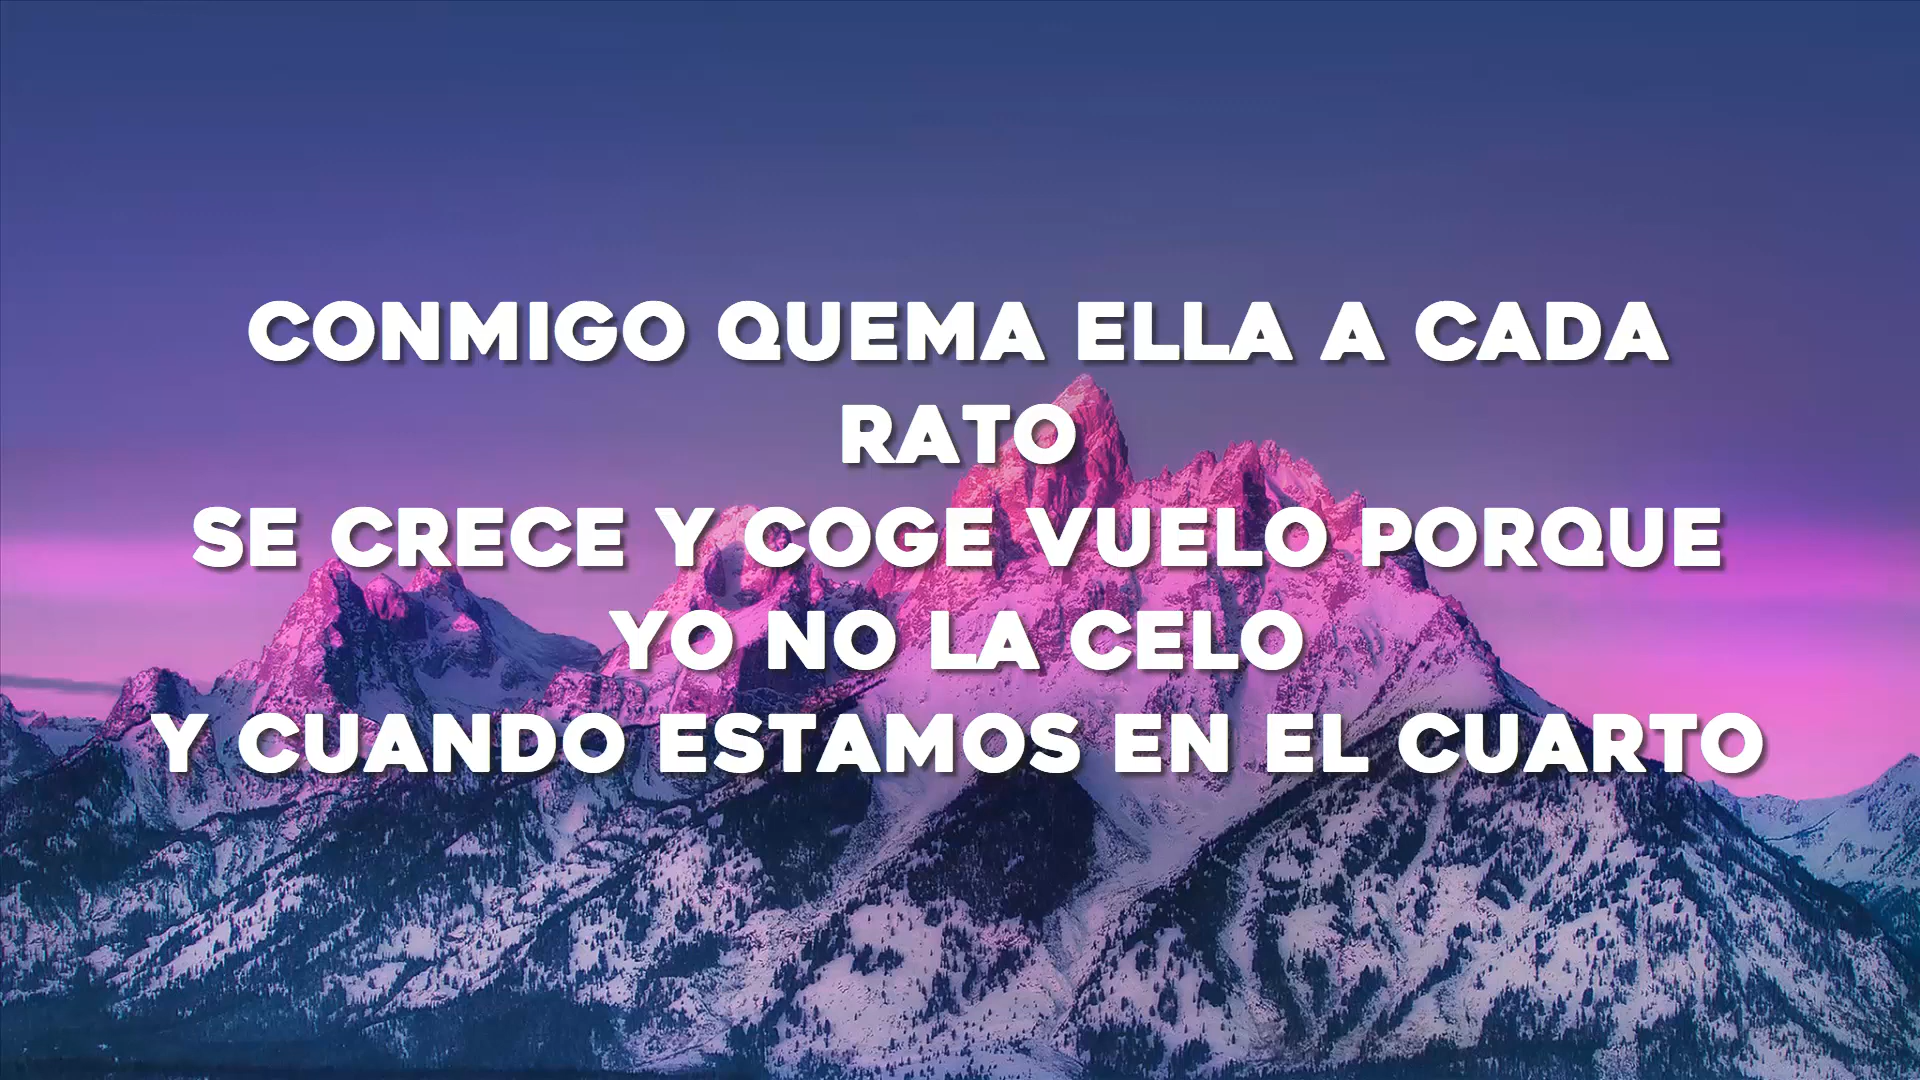 CONMIGO QUEMA ELLA A CADA
RATO
SE CRECE Y COGE VUELO PORQUE
YO NO LA CELO
Y CUANDO ESTAMOS EN EL CUARTO